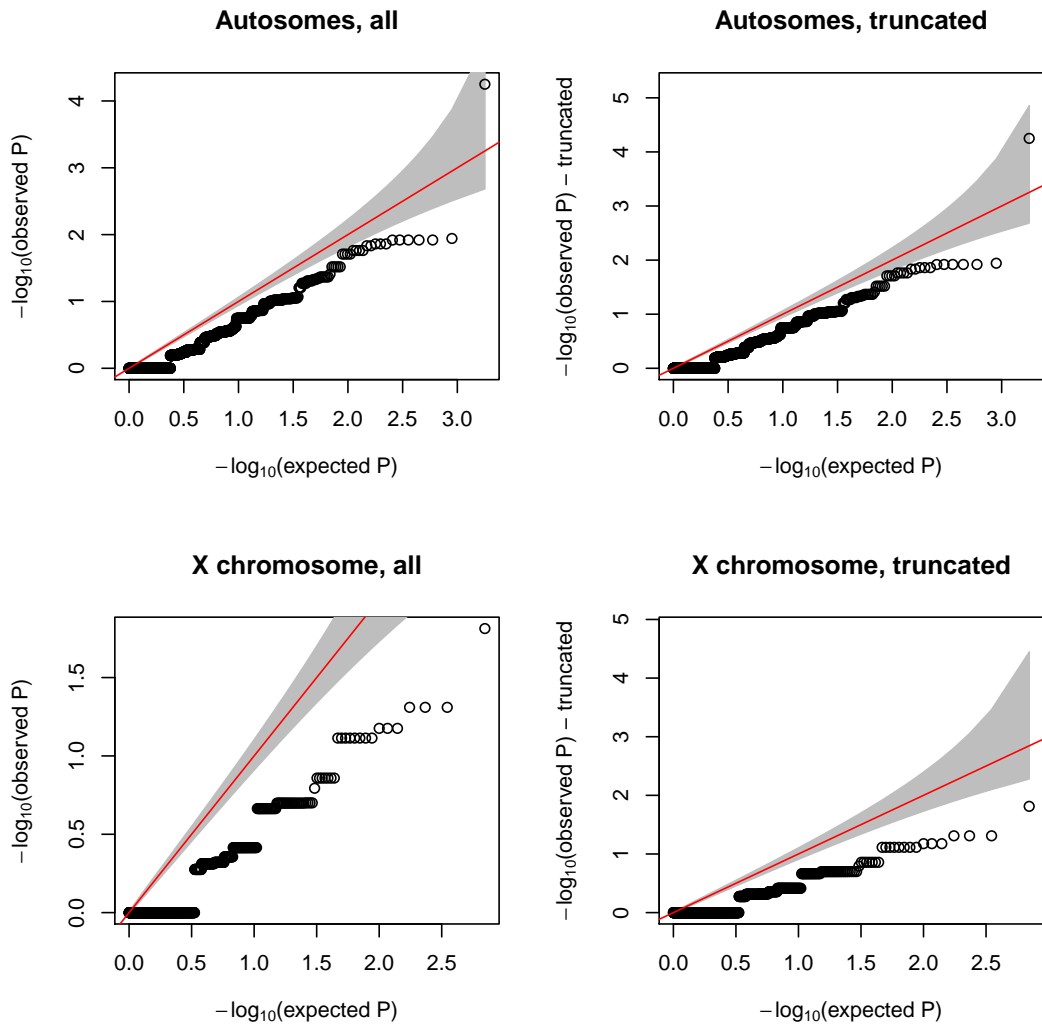 Autosomes, all
−log₁₀(observed P)
4
3
2
1
0
0.0 0.5 1.0 1.5 2.0 2.5 3.0
−log₁₀(expected P)
Autosomes, truncated
−log₁₀(observed P) − truncated
5
4
3
2
1
0
0.0 0.5 1.0 1.5 2.0 2.5 3.0
−log₁₀(expected P)
X chromosome, all
−log₁₀(observed P)
1.5
1.0
0.5
0.0
0.0 0.5 1.0 1.5 2.0 2.5
−log₁₀(expected P)
X chromosome, truncated
−log₁₀(observed P) − truncated
5
4
3
2
1
0
0.0 0.5 1.0 1.5 2.0 2.5
−log₁₀(expected P)